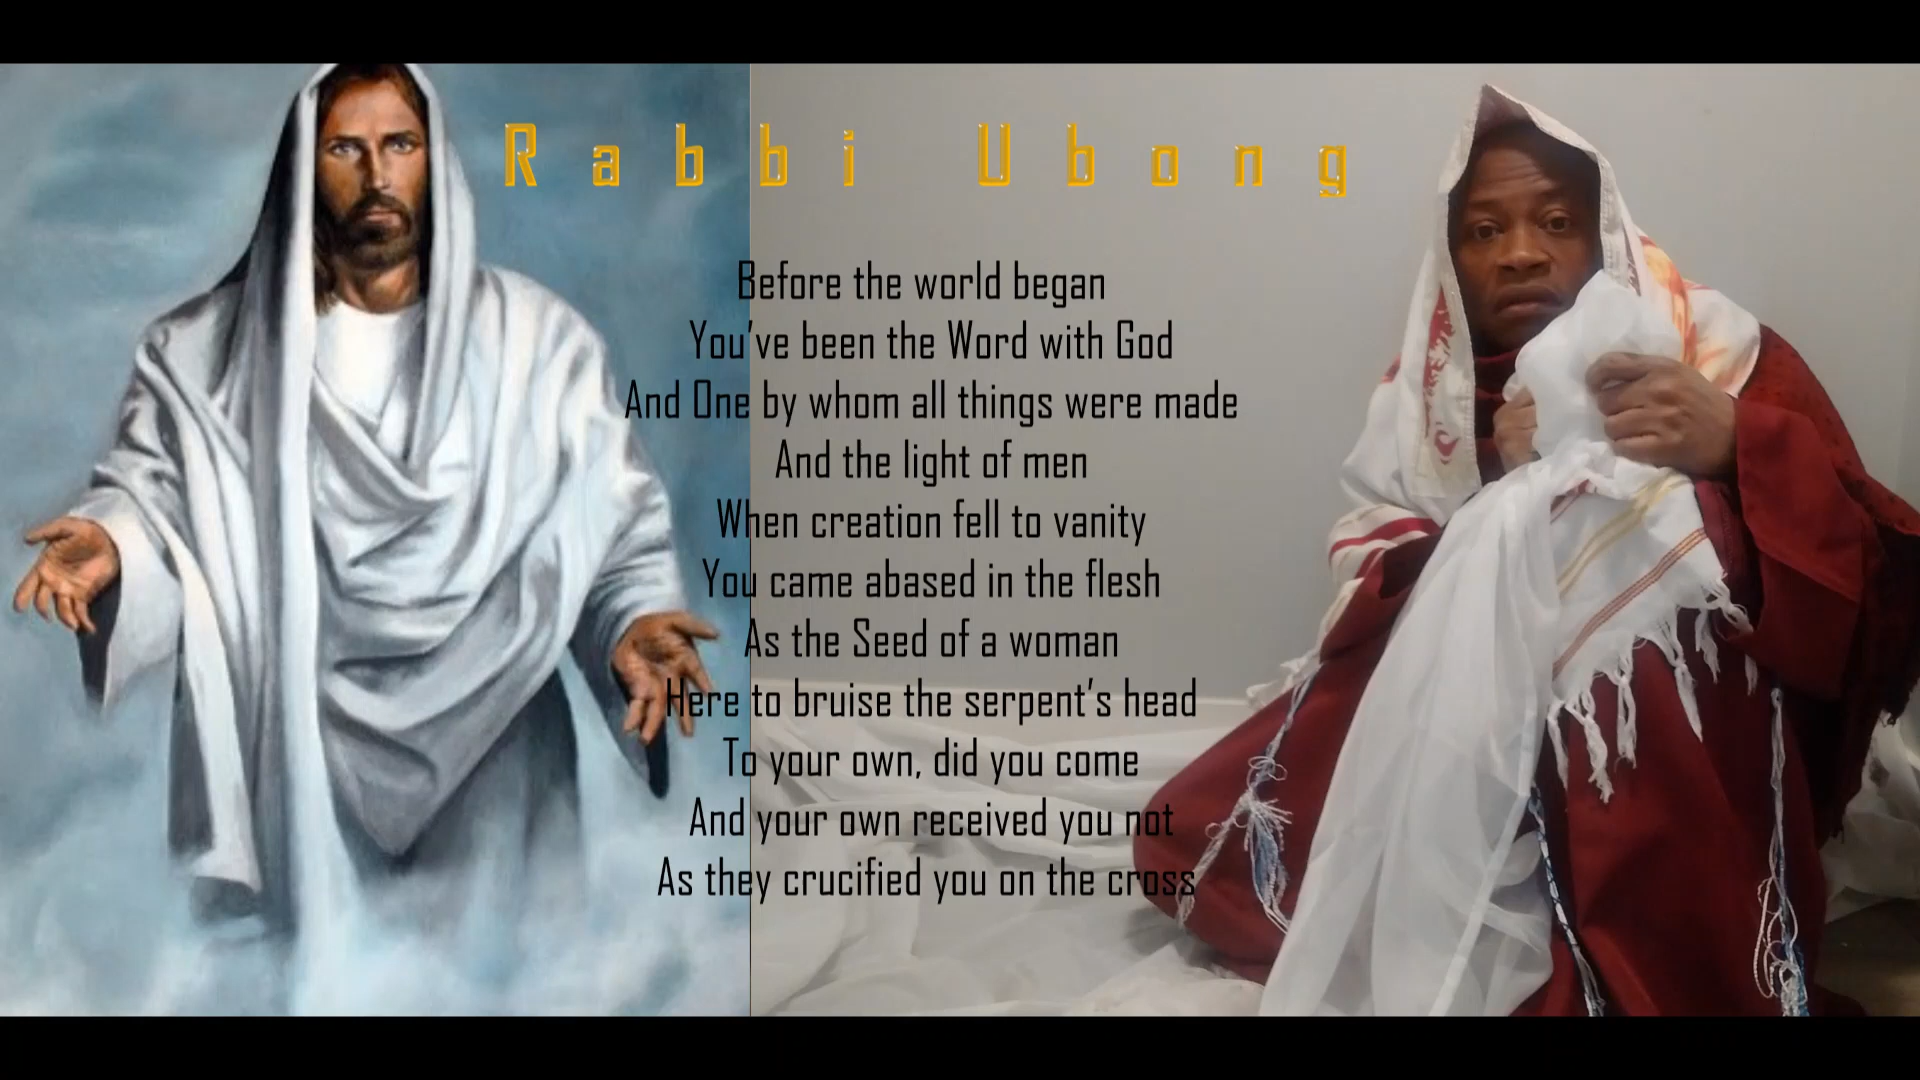 Rabbi Ubong
Before the world began
You've been the Word with God
And One by whom all things were made
And the light of men
When creation fell to vanity
You came abased in the flesh
As the Seed of a woman
Here to bruise the serpent's head
To your own, did you come
And your own received you not
As they crucified you on the cross